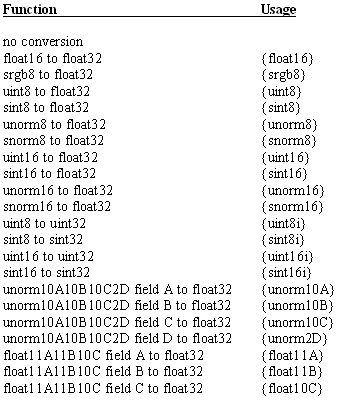 Function Usage
no conversion
float16 to float32 {float16}
srgb8 to float32 {srgb8}
uint8 to float32 {uint8}
sint8 to float32 {sint8}
unorm8 to float32 {unorm8}
snorm8 to float32 {snorm8}
uint16 to float32 {uint16}
sint16 to float32 {sint16}
unorm16 to float32 {unorm16}
snorm16 to float32 {snorm16}
uint8 to uint32 {uint8i}
sint8 to sint32 {sint8i}
uint16 to uint32 {uint16i}
sint16 to sint32 {sint16i}
unorm10A10B10C2D field A to float32 {unorm10A}
unorm10A10B10C2D field B to float32 {unorm10B}
unorm10A10B10C2D field C to float32 {unorm10C}
unorm10A10B10C2D field D to float32 {unorm2D}
float11A11B10C field A to float32 {float11A}
float11A11B10C field B to float32 {float11B}
float11A11B10C field C to float32 {float10C}